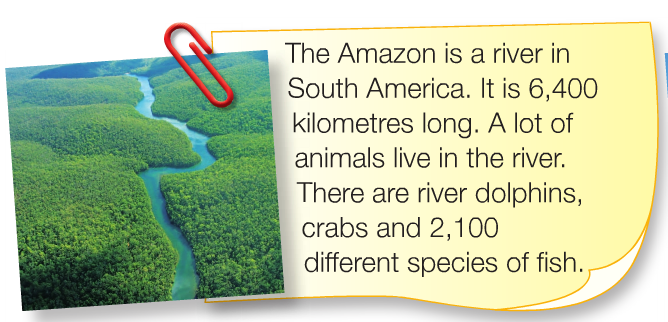 The Amazon is a river in
South America. It is 6,400
kilometres long. A lot of
animals live in the river.
There are river dolphins,
crabs and 2,100
different species of fish.